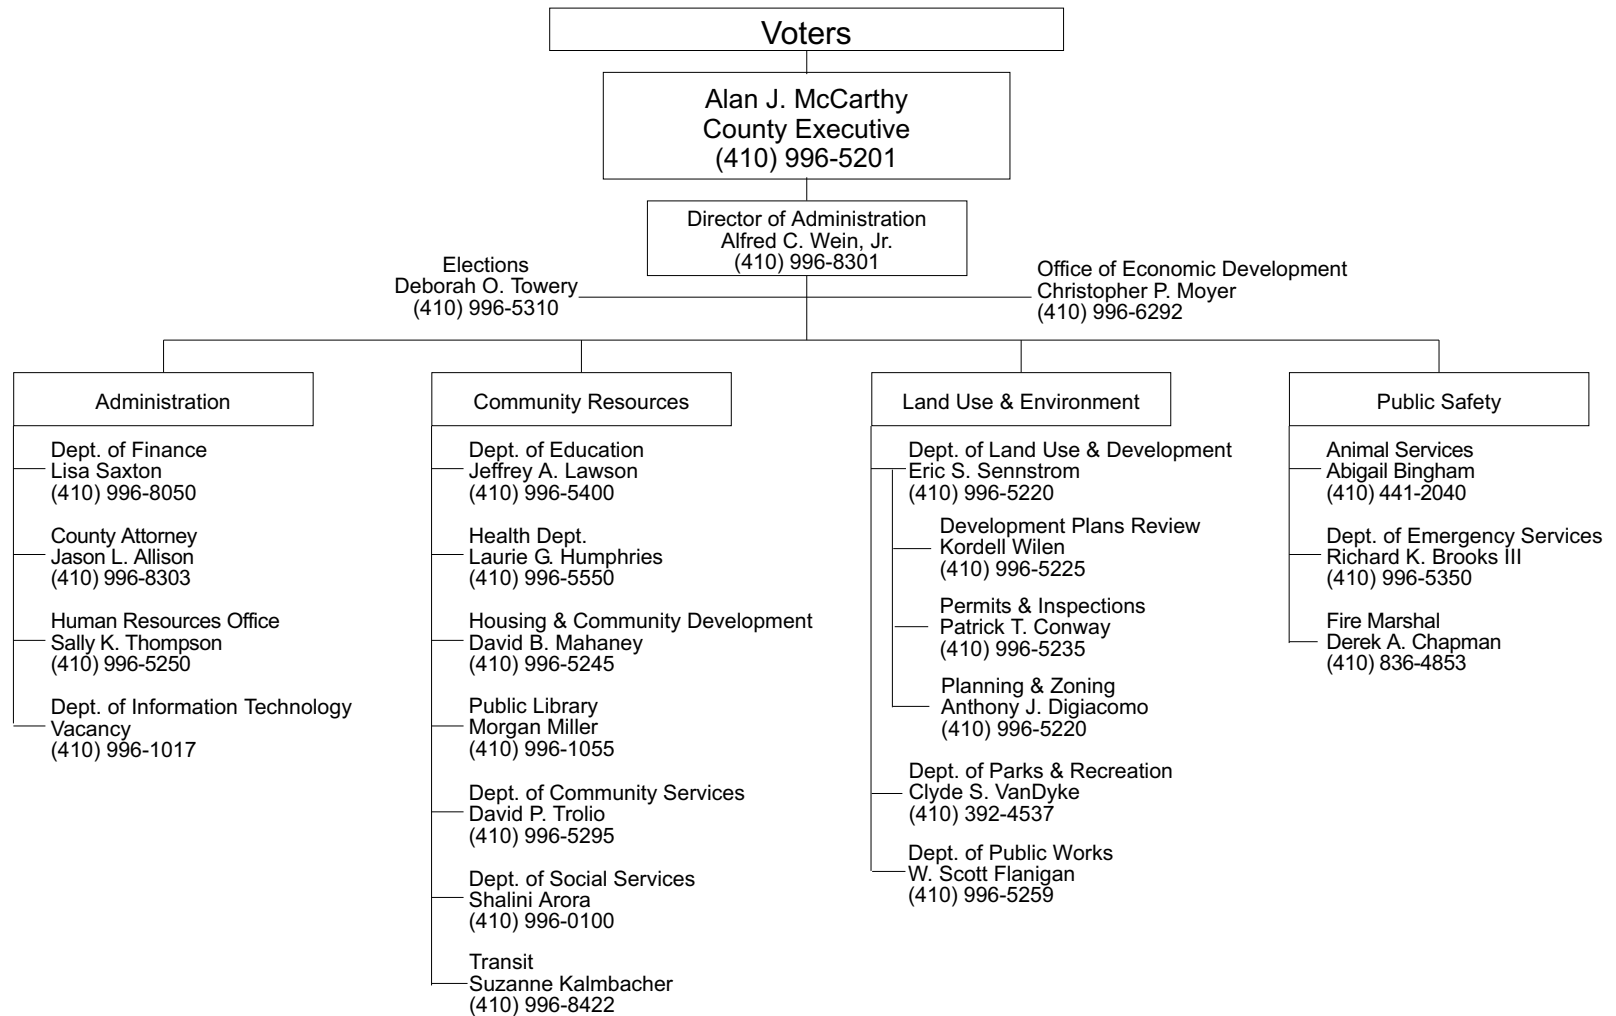 Voters
Alan J. McCarthy
County Executive
(410) 996-5201
Director of Administration
Alfred C. Wein, Jr.
(410) 996-8301
Elections
Deborah O. Towery
(410) 996-5310
Office of Economic Development
Christopher P. Moyer
(410) 996-6292
Administration
Dept. of Finance
Lisa Saxton
(410) 996-8050
County Attorney
Jason L. Allison
(410) 996-8303
Human Resources Office
Sally K. Thompson
(410) 996-5250
Dept. of Information Technology
Vacancy
(410) 996-1017
Community Resources
Dept. of Education
Jeffrey A. Lawson
(410) 996-5400
Health Dept.
Laurie G. Humphries
(410) 996-5550
Housing & Community Development
David B. Mahaney
(410) 996-5245
Public Library
Morgan Miller
(410) 996-1055
Dept. of Community Services
David P. Trolio
(410) 996-5295
Dept. of Social Services
Shalini Arora
(410) 996-0100
Transit
Suzanne Kalmbacher
(410) 996-8422
Land Use & Environment
Dept. of Land Use & Development
Eric S. Sennstrom
(410) 996-5220
Development Plans Review
Kordell Wilen
(410) 996-5225
Permits & Inspections
Patrick T. Conway
(410) 996-5235
Planning & Zoning
Anthony J. Digiacomo
(410) 996-5220
Dept. of Parks & Recreation
Clyde S. VanDyke
(410) 392-4537
Dept. of Public Works
W. Scott Flanigan
(410) 996-5259
Public Safety
Animal Services
Abigail Bingham
(410) 441-2040
Dept. of Emergency Services
Richard K. Brooks III
(410) 996-5350
Fire Marshal
Derek A. Chapman
(410) 836-4853